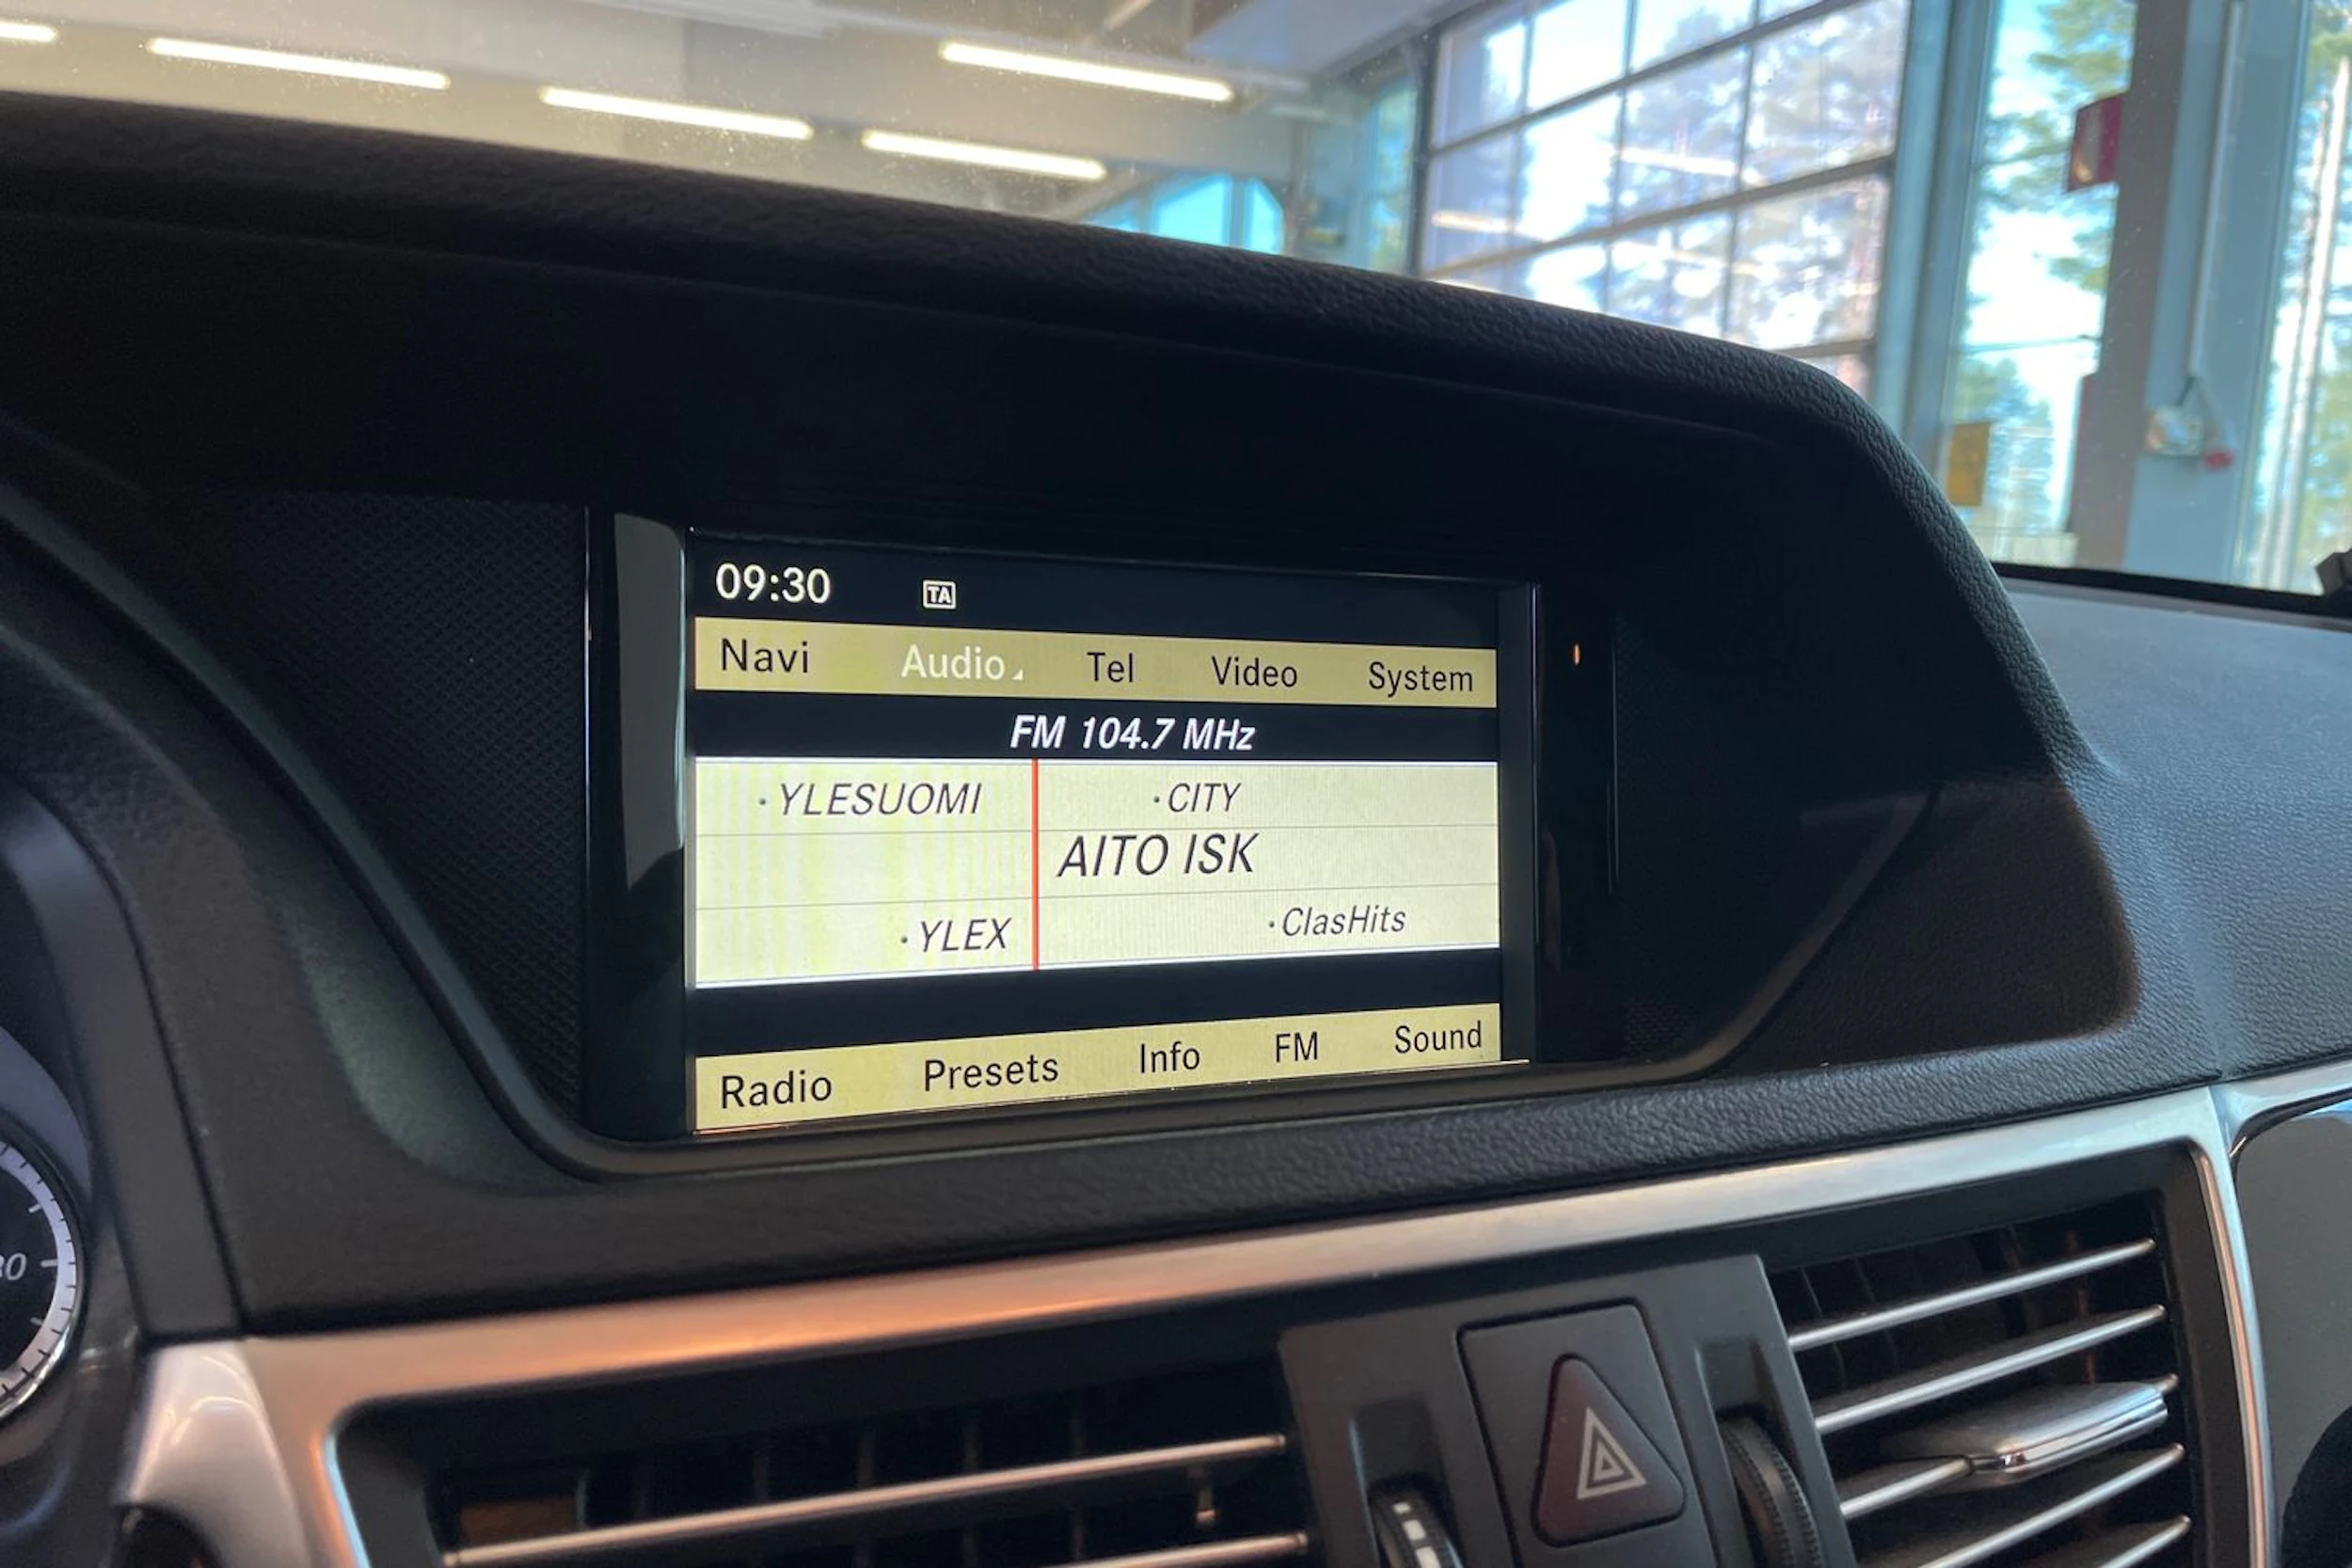 09:30 TA
Navi Audio Tel Video System
FM 104.7 MHz
·YLESUOMI ·CITY
AITO ISK
·YLEX ·ClasHits
Radio Presets Info FM Sound